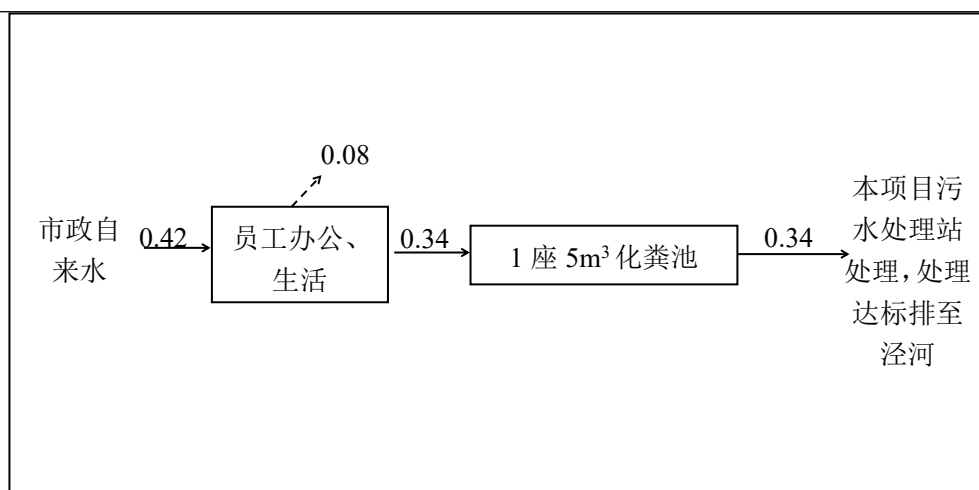 0.08
市政自
来水
0.42
员工办公、
生活
0.34
1 座 5m³ 化粪池
0.34
本项目污
水处理站
处理，处理
达标排至
泾河